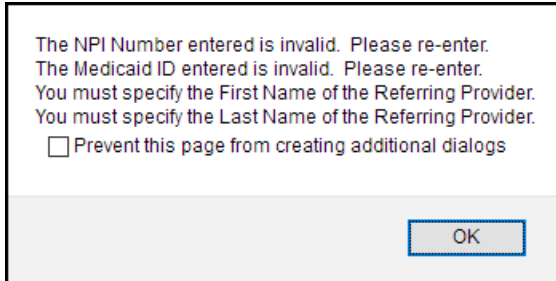 The NPI Number entered is invalid.  Please re-enter.
The Medicaid ID entered is invalid.  Please re-enter.
You must specify the First Name of the Referring Provider.
You must specify the Last Name of the Referring Provider.
Prevent this page from creating additional dialogs
OK